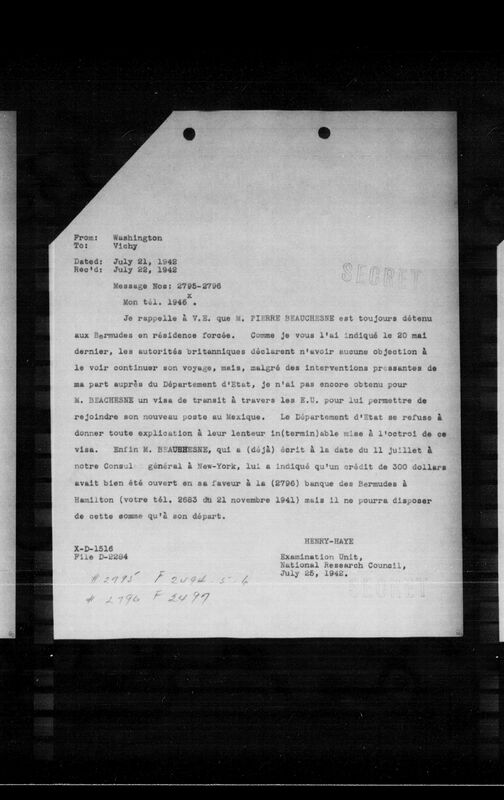 From: Washington
To: Vichy
Dated: July 21, 1942
Rec'd: July 22, 1942
SECRET
Message Nos: 2795-2796
Mon tél. 1946x.
Je rappelle à V.E. que M. PIERRE BEAUCHESNE est toujours détenu
aux Bermudes en résidence forcée. Comme je vous l'ai indiqué le 20 mai
dernier, les autorités britanniques déclarent n'avoir aucune objection à
le voir continuer son voyage, mais, malgré des interventions pressantes de
ma part auprès du Département d'Etat, je n'ai pas encore obtenu pour
M. BEACHESNE un visa de transit à travers les E.U. pour lui permettre de
rejoindre son nouveau poste au Mexique. Le Département d'Etat se refuse à
donner toute explication à leur lenteur in(termin)able mise à l'octroi de ce
visa. Enfin M. BEAUCHESNE, qui a (déjà) écrit à la date du 11 juillet à
notre Consul général à New-York, lui a indiqué qu'un crédit de 300 dollars
avait bien été ouvert en sa faveur à la (2796) banque des Bermudes à
Hamilton (votre tél. 2683 du 21 novembre 1941) mais il ne pourra disposer
de cette somme qu'à son départ.
HENRY-HAYE
X-D-1516
File D-2284
Examination Unit,
National Research Council,
July 25, 1942.
SECRET
# 2795 F 2494-5-6
# 2796 F 2497